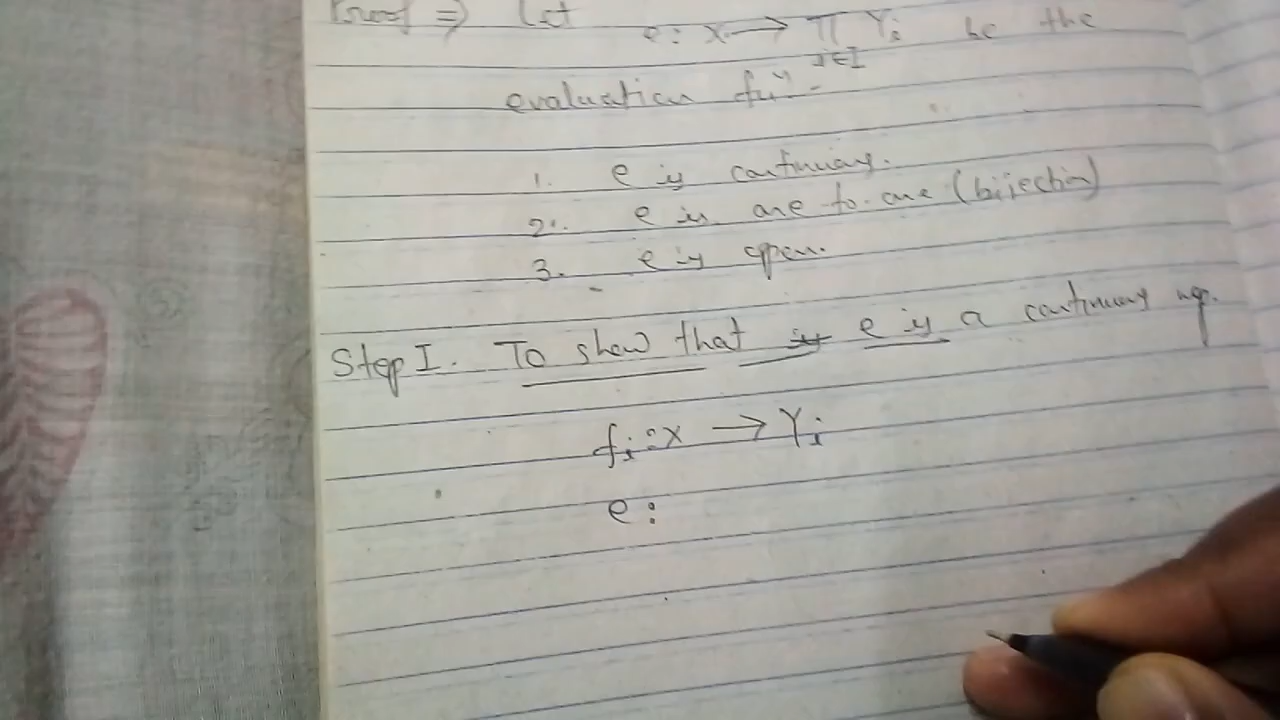 Proof ⇒ Let e: X → ∏ Yi be the
i∈I
evaluation fuⁿ-
1. e is continuous.
2. e is one to one (bijection)
3. e is open.
Step I. To show that e is a continuous map.
fi: X → Yi
e: